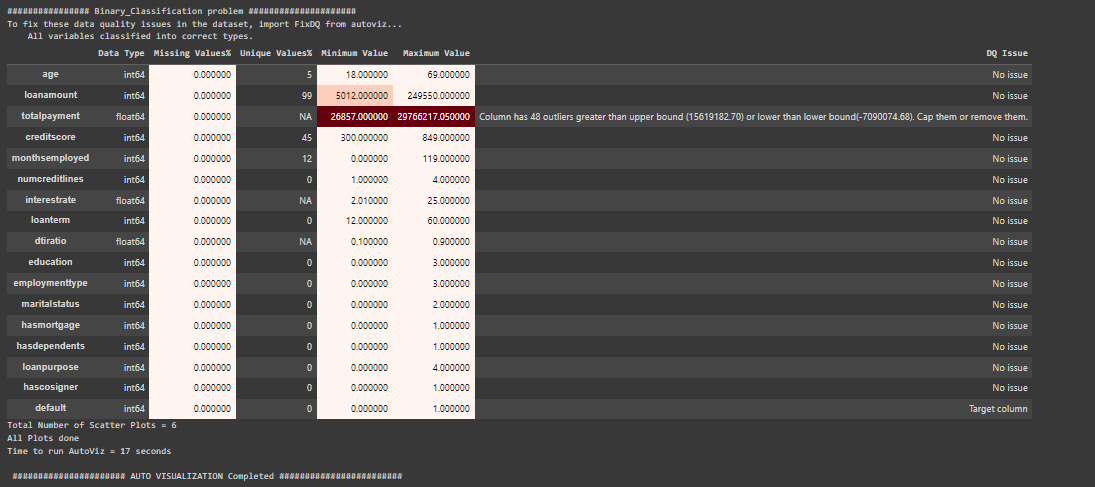 ################ Binary_Classification problem #####################
To fix these data quality issues in the dataset, import FixDQ from autoviz...
All variables classified into correct types.
Data Type Missing Values% Unique Values% Minimum Value Maximum Value DQ Issue
age int64 0.000000 5 18.000000 69.000000 No issue
loanamount int64 0.000000 99 5012.000000 249550.000000 No issue
totalpayment float64 0.000000 NA 26857.000000 29766217.050000 Column has 48 outliers greater than upper bound (15619182.70) or lower than lower bound(-7090074.68). Cap them or remove them.
creditscore int64 0.000000 45 300.000000 849.000000 No issue
monthsemployed int64 0.000000 12 0.000000 119.000000 No issue
numcreditlines int64 0.000000 0 1.000000 4.000000 No issue
interestrate float64 0.000000 NA 2.010000 25.000000 No issue
loanterm int64 0.000000 0 12.000000 60.000000 No issue
dtiratio float64 0.000000 NA 0.100000 0.900000 No issue
education int64 0.000000 0 0.000000 3.000000 No issue
employmenttype int64 0.000000 0 0.000000 3.000000 No issue
maritalstatus int64 0.000000 0 0.000000 2.000000 No issue
hasmortgage int64 0.000000 0 0.000000 1.000000 No issue
hasdependents int64 0.000000 0 0.000000 1.000000 No issue
loanpurpose int64 0.000000 0 0.000000 4.000000 No issue
hascosigner int64 0.000000 0 0.000000 1.000000 No issue
default int64 0.000000 0 0.000000 1.000000 Target column
Total Number of Scatter Plots = 6
All Plots done
Time to run AutoViz = 17 seconds
###################### AUTO VISUALIZATION Completed ########################